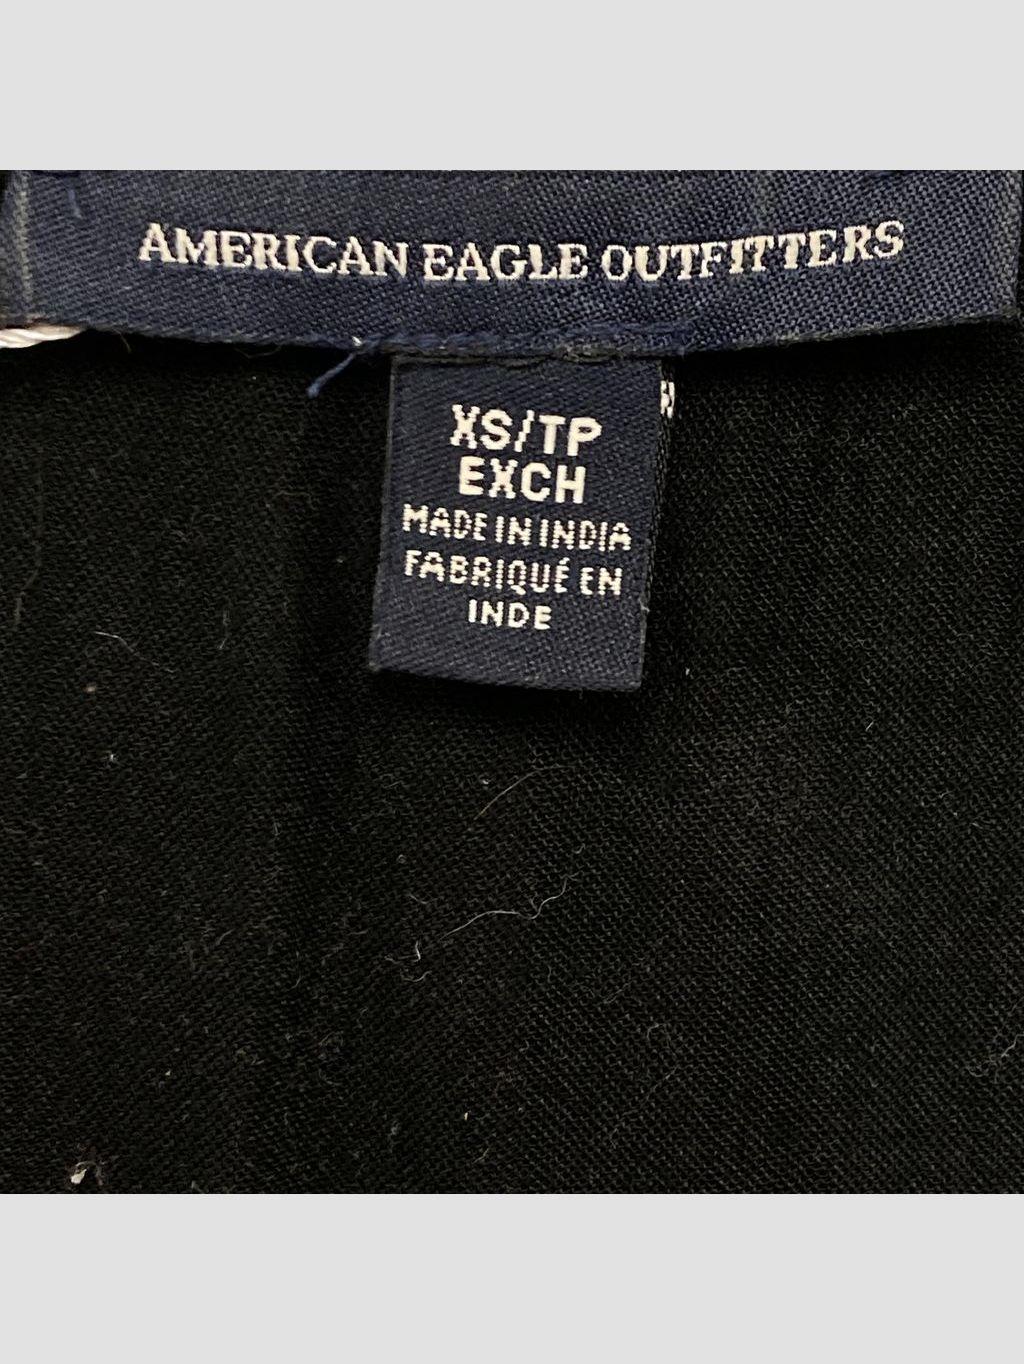 AMERICAN EAGLE OUTFITTERS
XS/TP
EXCH
MADE IN INDIA
FABRIQUÉ EN
INDE